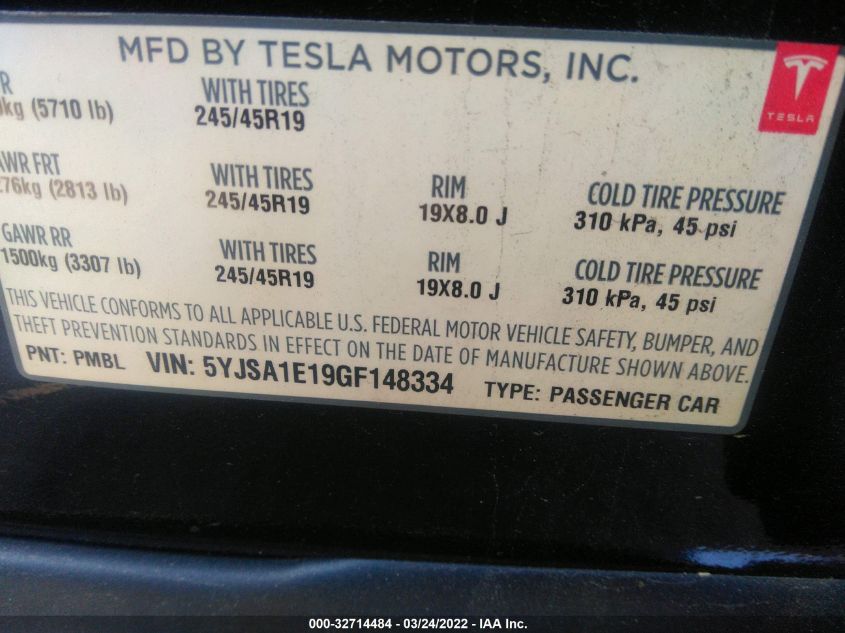 MFD BY TESLA MOTORS, INC.
TESLA
WITH TIRES
(5710 lb) 245/45R19
FRT WITH TIRES RIM COLD TIRE PRESSURE
(2813 lb) 245/45R19 19X8.0 J 310 kPa, 45 psi
GAWR RR WITH TIRES RIM COLD TIRE PRESSURE
1500kg (3307 lb) 245/45R19 19X8.0 J 310 kPa, 45 psi
THIS VEHICLE CONFORMS TO ALL APPLICABLE U.S. FEDERAL MOTOR VEHICLE SAFETY, BUMPER, AND
THEFT PREVENTION STANDARDS IN EFFECT ON THE DATE OF MANUFACTURE SHOWN ABOVE.
PNT: PMBL VIN: 5YJSA1E19GF148334 TYPE: PASSENGER CAR
000-32714484 - 03/24/2022 - IAA Inc.